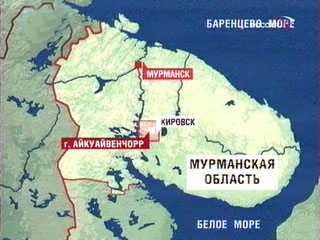 БАРЕНЦЕВО МОРЕ
МУРМАНСК
КИРОВСК
г. АЙКУАЙВЕНЧОРР
МУРМАНСКАЯ
ОБЛАСТЬ
БЕЛОЕ МОРЕ